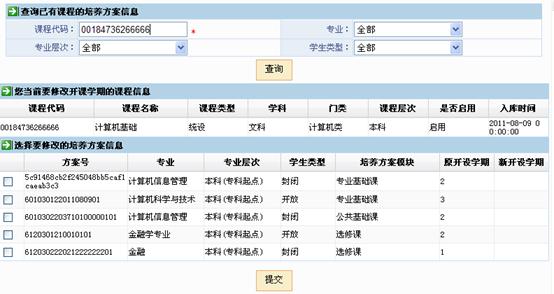 查询已有课程的培养方案信息
课程代码： 00184736266666 * 专业： 全部
专业层次： 全部 学生类型： 全部
查询
您当前要修改开课学期的课程信息
课程代码 课程名称 课程类型 学科 门类 课程层次 是否启用 入库时间
00184736266666 计算机基础 统设 文科 计算机类 本科 启用 2011-08-09 0
0:00:00
选择要修改的培养方案信息
方案号 专业 专业层次 学生类型 培养方案模块 原开设学期 新开设学期
5c91468cb2f245048bb5caf1
caeab3c3 计算机信息管理 本科(专科起点) 封闭 专业基础课 2
601030122011080901 计算机科学与技术 本科(专科起点) 开放 专业基础课 3
6010302203710100000101 计算机信息管理 本科(专科起点) 封闭 公共基础课 2
6120301210010101 金融学专业 本科(专科起点) 开放 选修课 2
612030222021222222201 金融 本科(专科起点) 封闭 选修课 1
提交